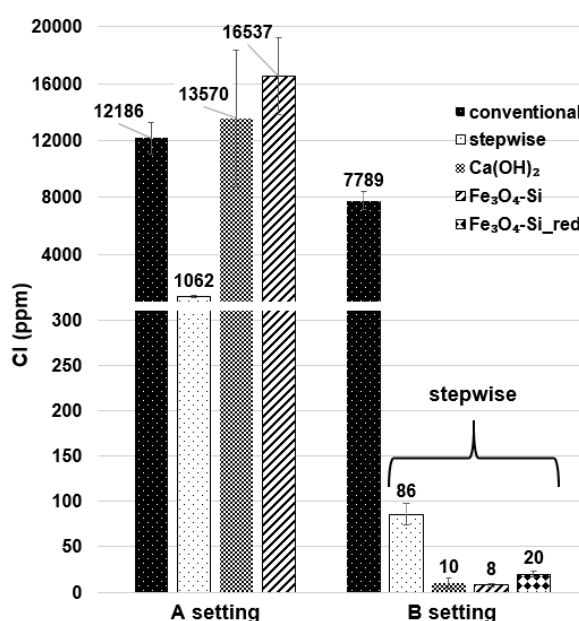 Cl (ppm)
20000
16000
12000
8000
4000
300
250
200
150
100
50
0
12186
1062
13570
16537
7789
86
10
8
20
stepwise
conventional
stepwise
Ca(OH)₂
Fe₃O₄-Si
Fe₃O₄-Si_red
A setting
B setting